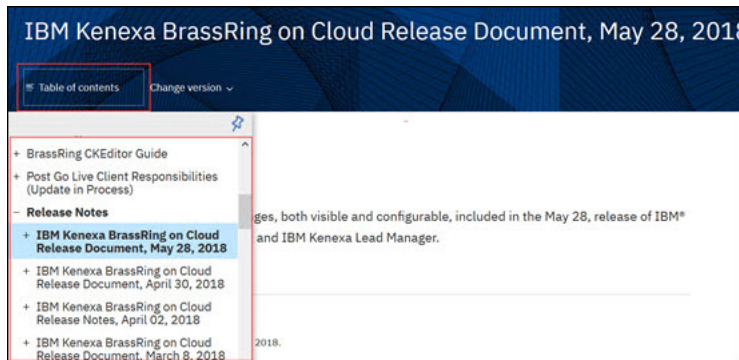 IBM Kenexa BrassRing on Cloud Release Document, May 28, 201
Table of contents
Change version
+ BrassRing CKEditor Guide
+ Post Go Live Client Responsibilities
(Update in Process)
– Release Notes
+ IBM Kenexa BrassRing on Cloud
Release Document, May 28, 2018
+ IBM Kenexa BrassRing on Cloud
Release Document, April 30, 2018
+ IBM Kenexa BrassRing on Cloud
Release Notes, April 02, 2018
+ IBM Kenexa BrassRing on Cloud
Release Document, March 8, 2018
ges, both visible and configurable, included in the May 28, release of IBM®
and IBM Kenexa Lead Manager.
2018.